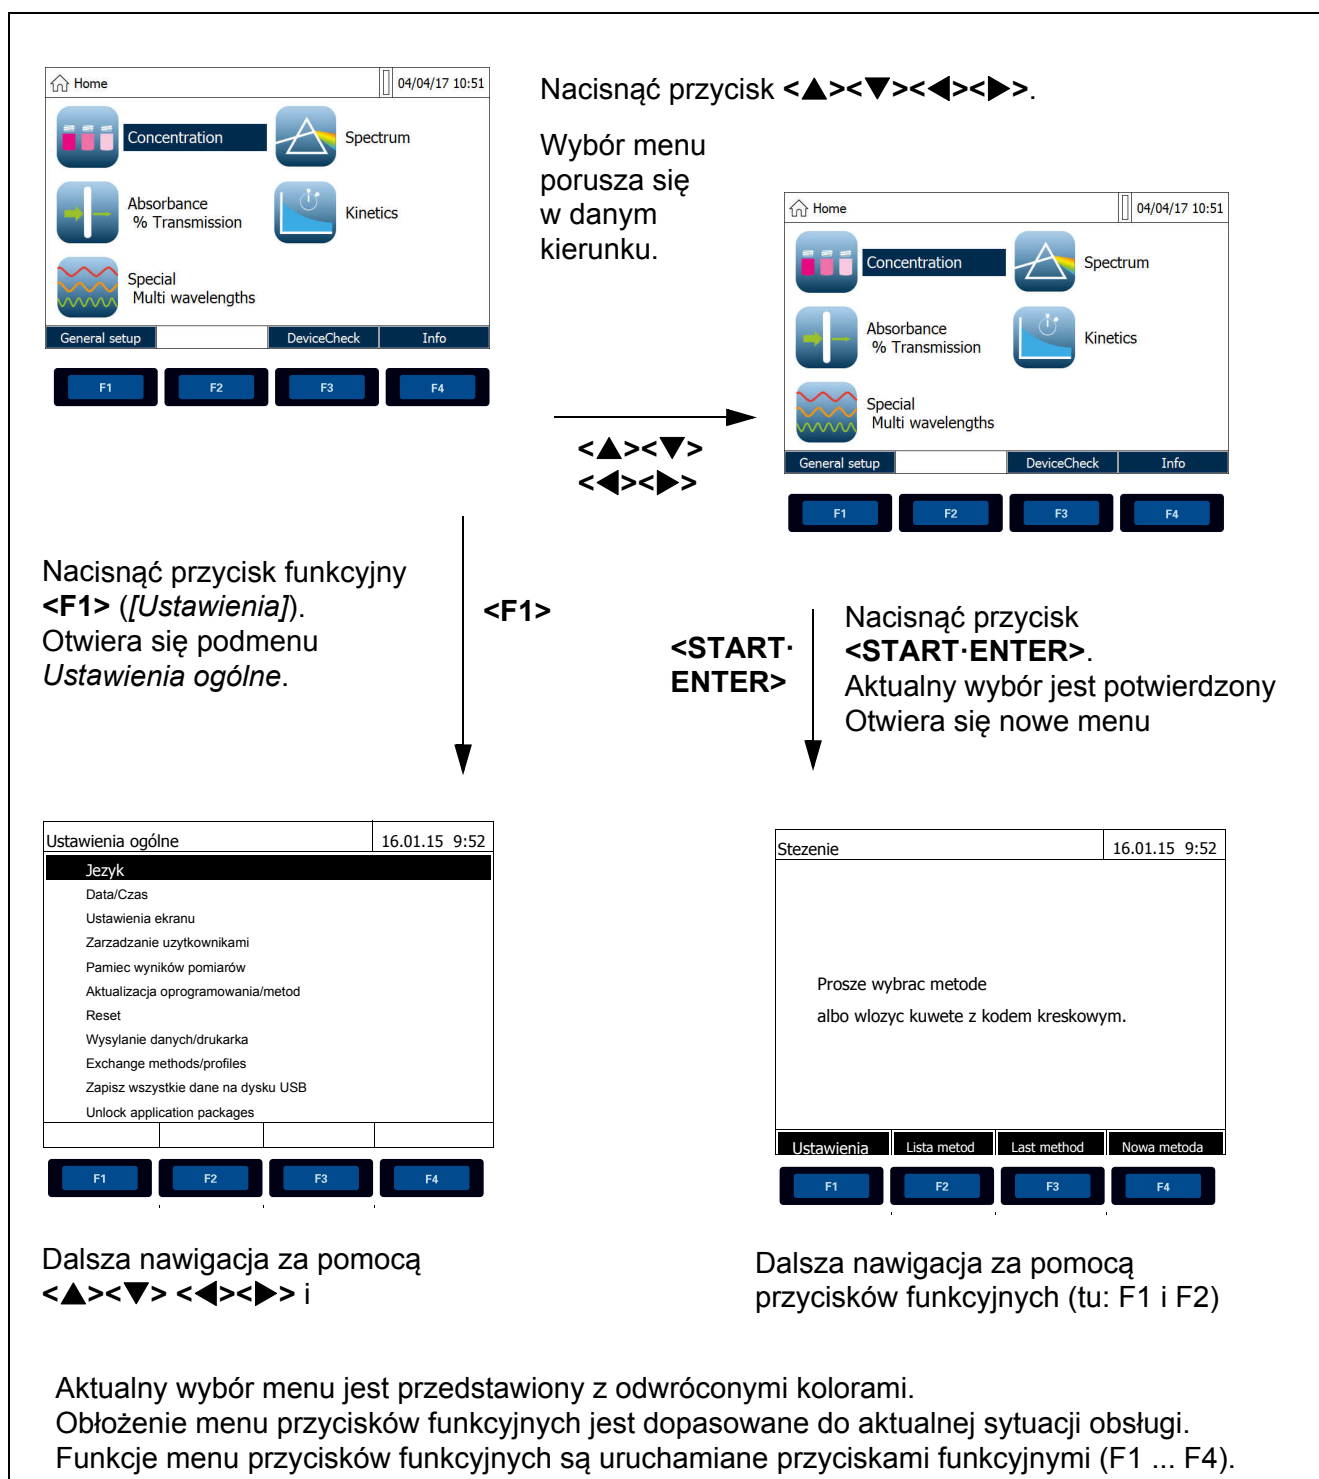 Home 04/04/17 10:51
Concentration Spectrum
Absorbance
% Transmission
Kinetics
Special
Multi wavelengths
General setup DeviceCheck Info
F1 F2 F3 F4
Nacisnąć przycisk <▲><▼><◀><▶>.
Wybór menu
porusza się
w danym
kierunku.
<▲><▼>
<◀><▶>
Home 04/04/17 10:51
Concentration Spectrum
Absorbance
% Transmission
Kinetics
Special
Multi wavelengths
General setup DeviceCheck Info
F1 F2 F3 F4
Nacisnąć przycisk funkcyjny
<F1> ([Ustawienia]).
Otwiera się podmenu
Ustawienia ogólne.
<F1>
<START·
ENTER>
Nacisnąć przycisk
<START·ENTER>.
Aktualny wybór jest potwierdzony
Otwiera się nowe menu
Ustawienia ogólne 16.01.15 9:52
Jezyk
Data/Czas
Ustawienia ekranu
Zarzadzanie uzytkownikami
Pamiec wyników pomiarów
Aktualizacja oprogramowania/metod
Reset
Wysylanie danych/drukarka
Exchange methods/profiles
Zapisz wszystkie dane na dysku USB
Unlock application packages
F1 F2 F3 F4
Dalsza nawigacja za pomocą
<▲><▼> <◀><▶> i
Stezenie 16.01.15 9:52
Prosze wybrac metode
albo wlozyc kuwete z kodem kreskowym.
Ustawienia Lista metod Last method Nowa metoda
F1 F2 F3 F4
Dalsza nawigacja za pomocą
przycisków funkcyjnych (tu: F1 i F2)
Aktualny wybór menu jest przedstawiony z odwróconymi kolorami.
Obłożenie menu przycisków funkcyjnych jest dopasowane do aktualnej sytuacji obsługi.
Funkcje menu przycisków funkcyjnych są uruchamiane przyciskami funkcyjnymi (F1 ... F4).